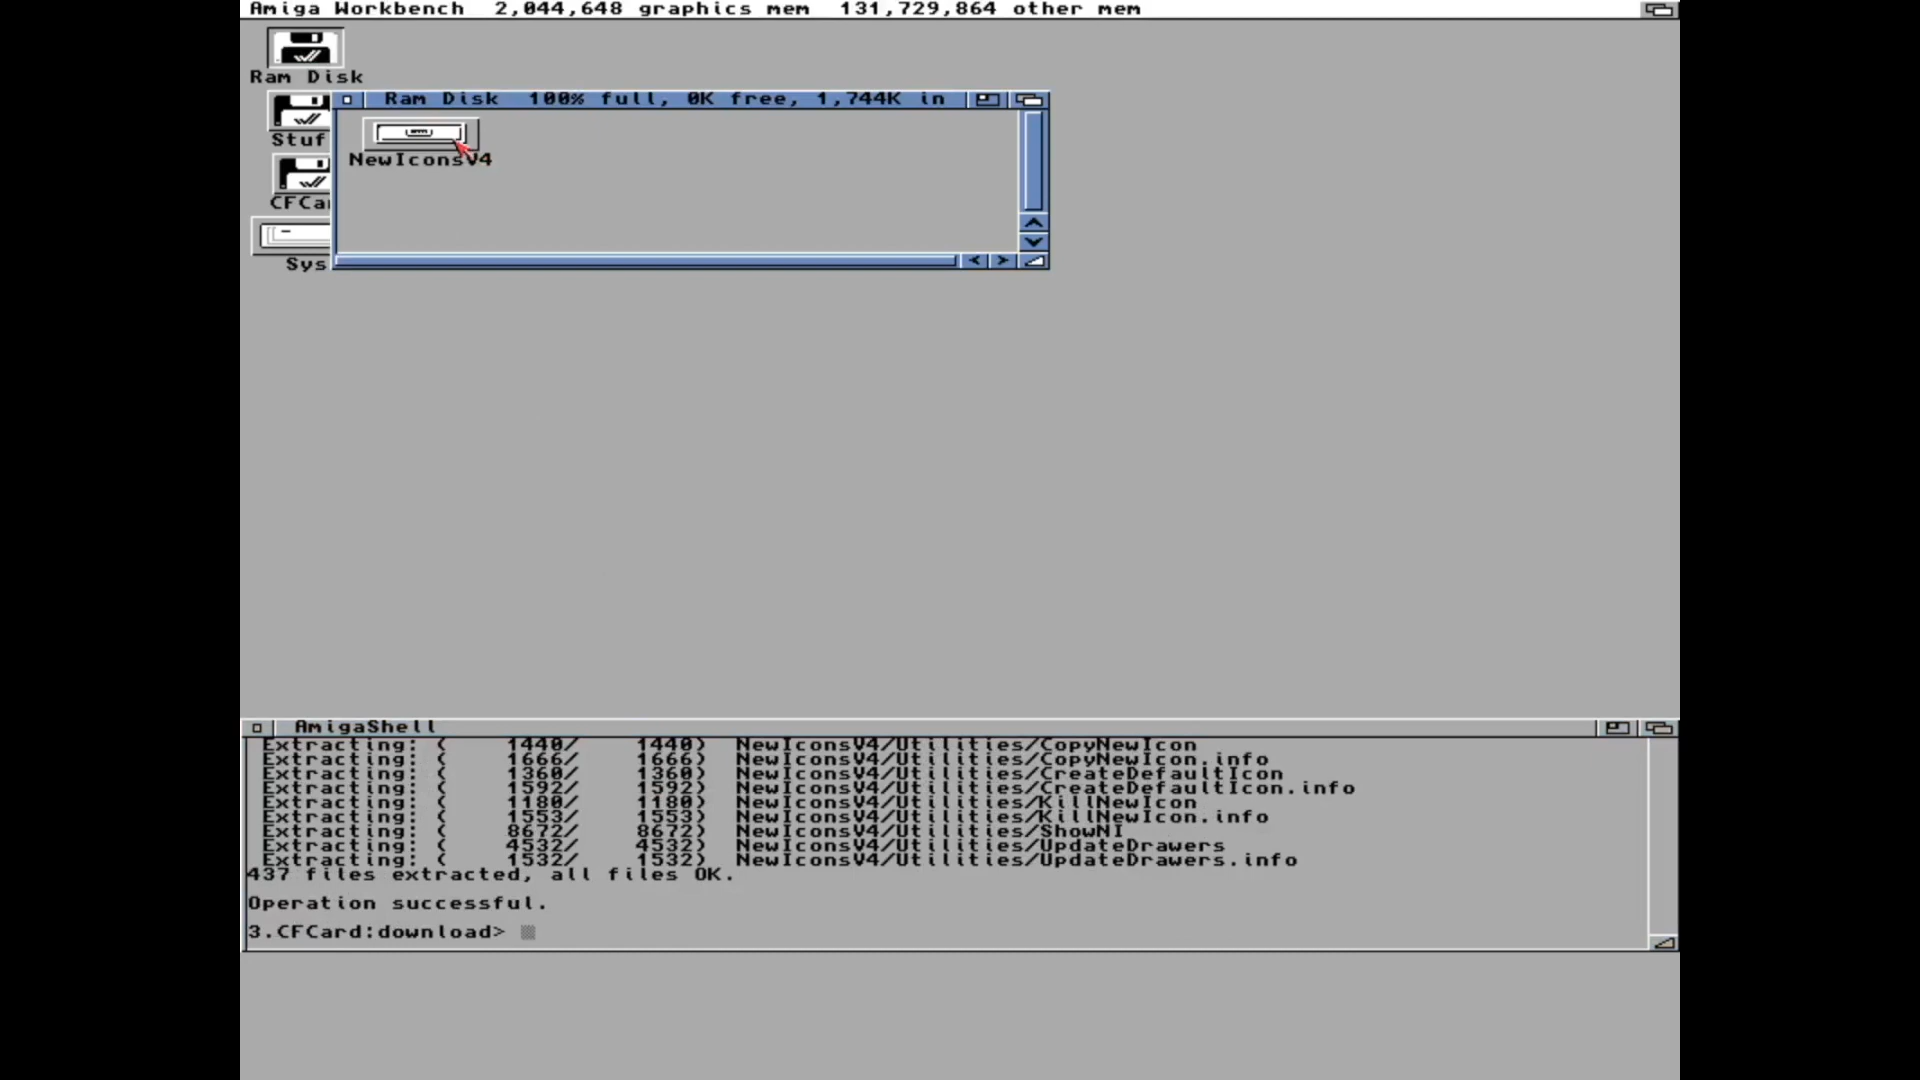 Amiga Workbench  2,044,648 graphics mem  131,729,864 other mem
Ram Disk
Ram Disk  100% full, 0K free, 1,744K in
NewIconsV4
Stuf
CFCa
Sys
AmigaShell
Extracting: (    1440/    1440)  NewIconsV4/Utilities/CopyNewIcon
Extracting: (    1666/    1666)  NewIconsV4/Utilities/CopyNewIcon.info
Extracting: (    1360/    1360)  NewIconsV4/Utilities/CreateDefaultIcon
Extracting: (    1592/    1592)  NewIconsV4/Utilities/CreateDefaultIcon.info
Extracting: (    1180/    1180)  NewIconsV4/Utilities/KillNewIcon
Extracting: (    1553/    1553)  NewIconsV4/Utilities/KillNewIcon.info
Extracting: (    8672/    8672)  NewIconsV4/Utilities/ShowNI
Extracting: (    4532/    4532)  NewIconsV4/Utilities/UpdateDrawers
Extracting: (    1532/    1532)  NewIconsV4/Utilities/UpdateDrawers.info
437 files extracted, all files OK.
Operation successful.
3.CFCard:download>